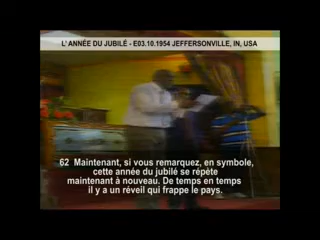 L'ANNÉE DU JUBILÉ - E03.10.1954 JEFFERSONVILLE, IN, USA
62 Maintenant, si vous remarquez, en symbole,
cette année du jubilé se répète
maintenant à nouveau. De temps en temps
il y a un réveil qui frappe le pays.